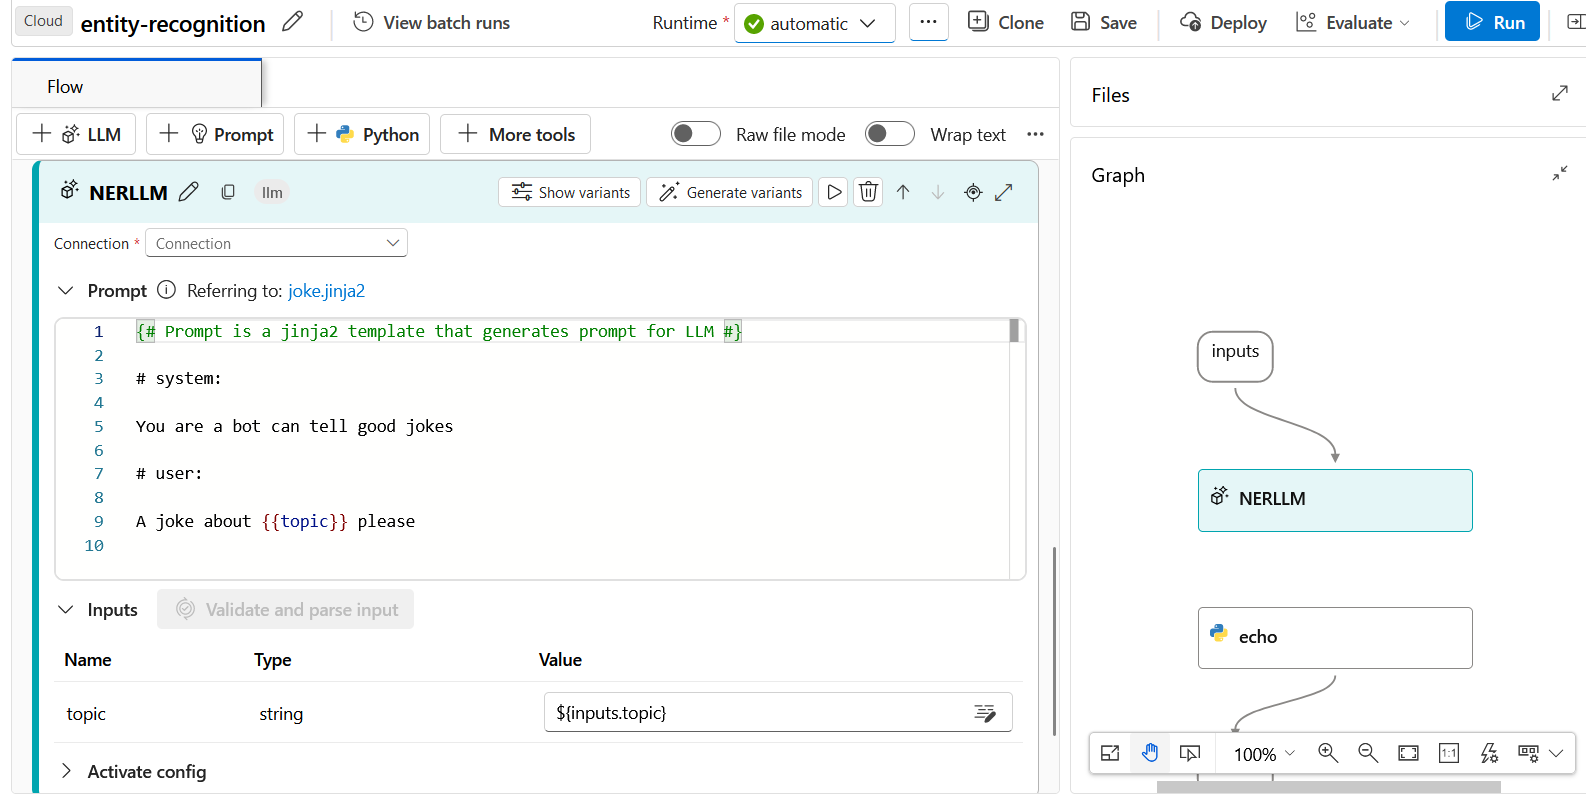 Cloud entity-recognition View batch runs Runtime * automatic ... Clone Save Deploy Evaluate Run
Flow
LLM Prompt Python More tools Raw file mode Wrap text ...
NERLLM llm Show variants Generate variants
Connection * Connection
Prompt Referring to: joke.jinja2
1 {# Prompt is a jinja2 template that generates prompt for LLM #}
2
3 # system:
4
5 You are a bot can tell good jokes
6
7 # user:
8
9 A joke about {{topic}} please
10
Inputs Validate and parse input
Name Type Value
topic string ${inputs.topic}
Activate config
Files
Graph
inputs
NERLLM
echo
100% 1:1